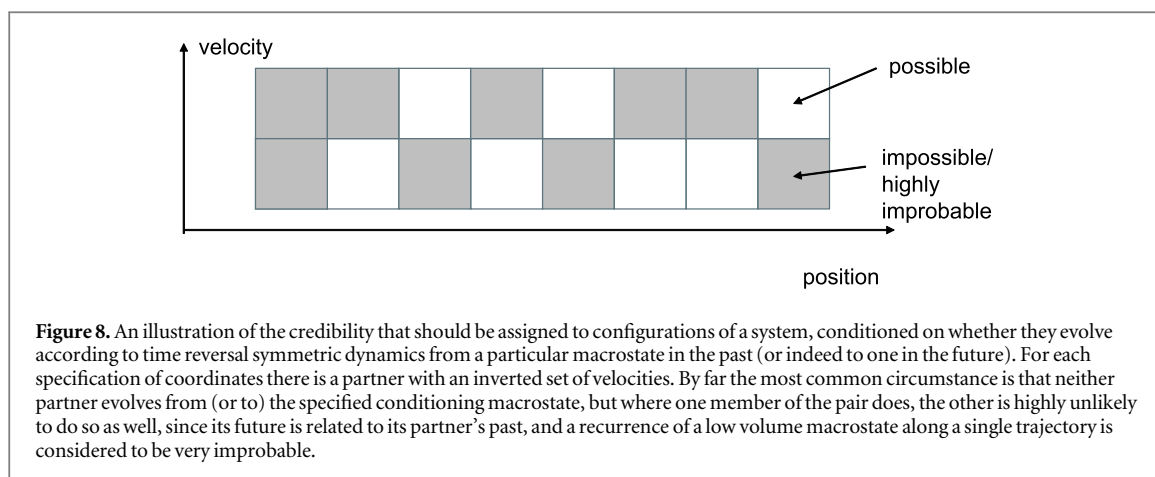 velocity
possible
impossible/
highly
improbable
position
Figure 8. An illustration of the credibility that should be assigned to configurations of a system, conditioned on whether they evolve
according to time reversal symmetric dynamics from a particular macrostate in the past (or indeed to one in the future). For each
specification of coordinates there is a partner with an inverted set of velocities. By far the most common circumstance is that neither
partner evolves from (or to) the specified conditioning macrostate, but where one member of the pair does, the other is highly unlikely
to do so as well, since its future is related to its partner's past, and a recurrence of a low volume macrostate along a single trajectory is
considered to be very improbable.